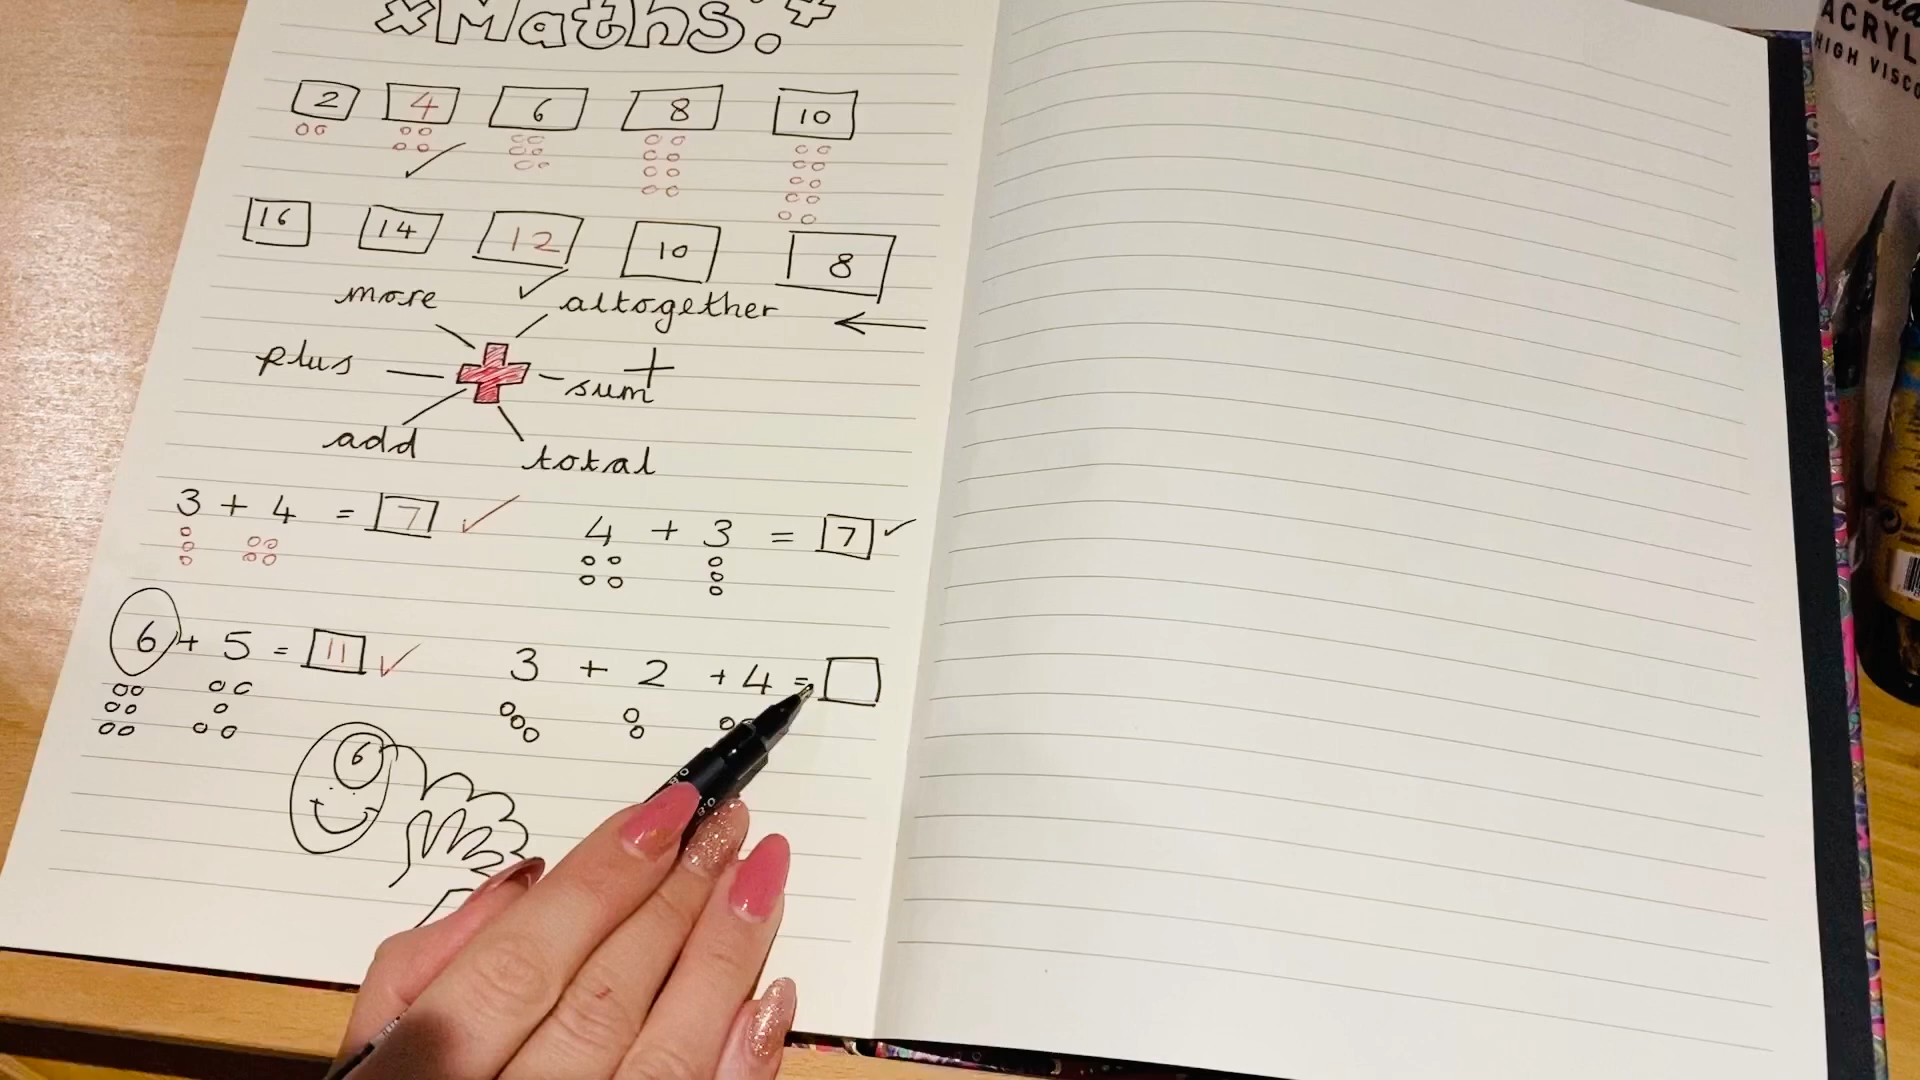 ×Maths:+
2 4 6 8 10
16 14 12 10 8
more altogether
plus + sum
add total
3 + 4 = 7 4 + 3 = 7
6 + 5 = 11 3 + 2 + 4 =
6
ACRYL
HIGH VISCO